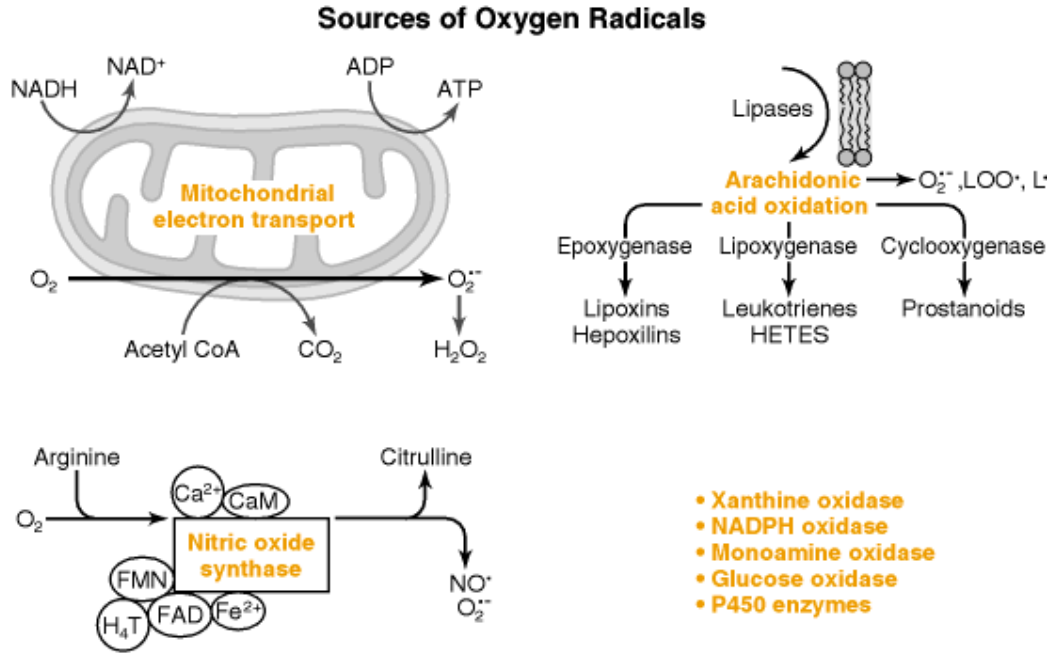 Sources of Oxygen Radicals
NADH
NAD⁺
ADP
ATP
Mitochondrial
electron transport
O₂
O₂•⁻
Acetyl CoA
CO₂
H₂O₂
Lipases
Arachidonic
acid oxidation
O₂•⁻ ,LOO•, L•
Epoxygenase
Lipoxygenase
Cyclooxygenase
Lipoxins
Hepoxilins
Leukotrienes
HETES
Prostanoids
Arginine
Citrulline
O₂
Ca²⁺
CaM
Nitric oxide
synthase
FMN
H₄T
FAD
Fe²⁺
NO•
O₂•⁻
• Xanthine oxidase
• NADPH oxidase
• Monoamine oxidase
• Glucose oxidase
• P450 enzymes